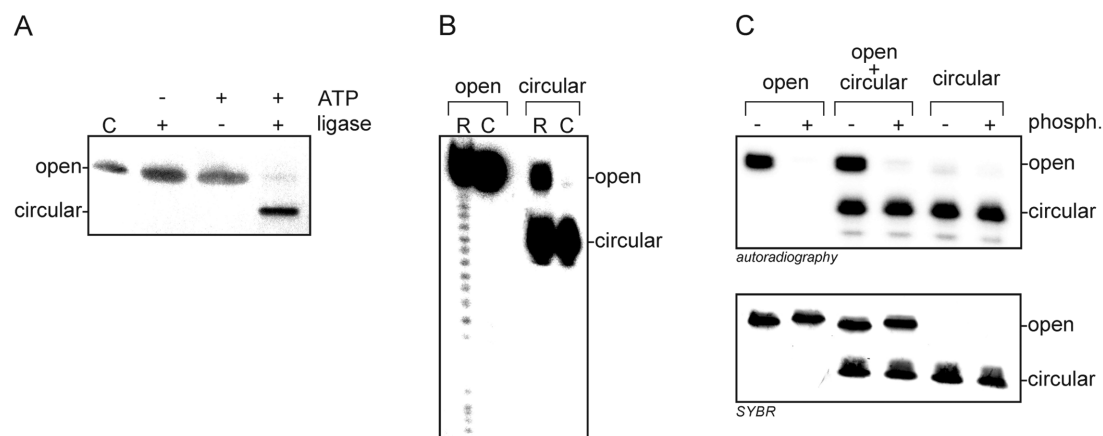 A
- + + ATP
C + - + ligase
open
circular
B
open circular
R C R C
open
circular
C
open
open + circular
circular
- + - + - + phosph.
open
circular
autoradiography
open
circular
SYBR